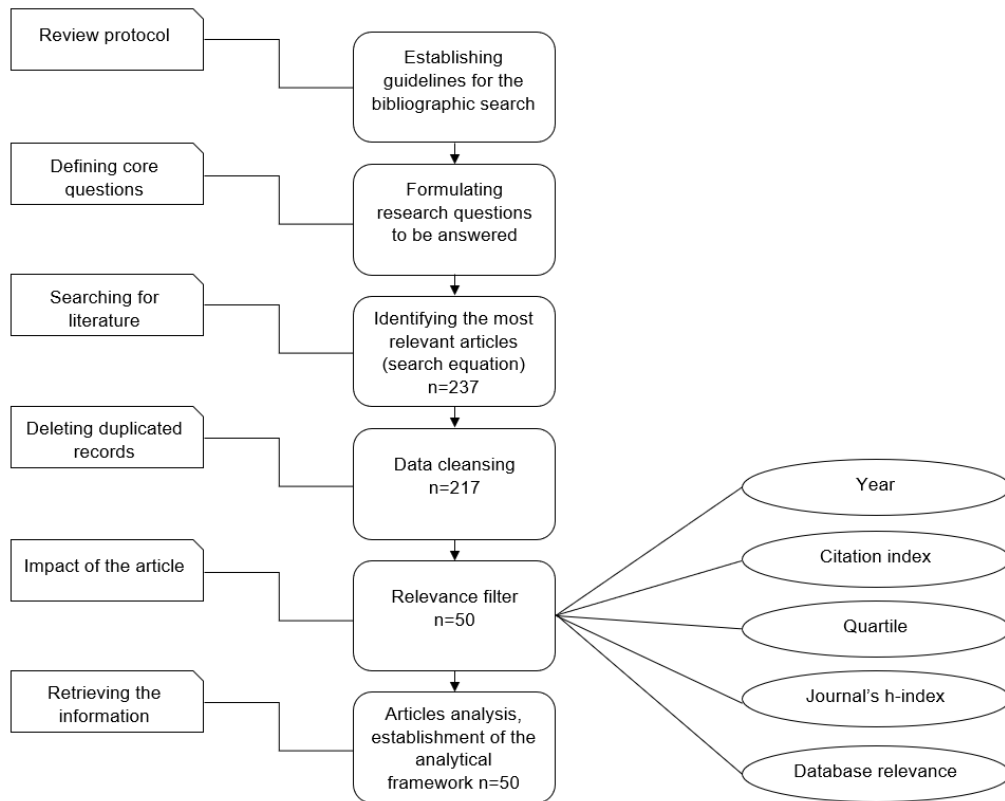 Review protocol
Establishing
guidelines for the
bibliographic search
Defining core
questions
Formulating
research questions
to be answered
Searching for
literature
Identifying the most
relevant articles
(search equation)
n=237
Deleting duplicated
records
Data cleansing
n=217
Impact of the article
Relevance filter
n=50
Year
Citation index
Quartile
Journal's h-index
Database relevance
Retrieving the
information
Articles analysis,
establishment of the
analytical
framework n=50